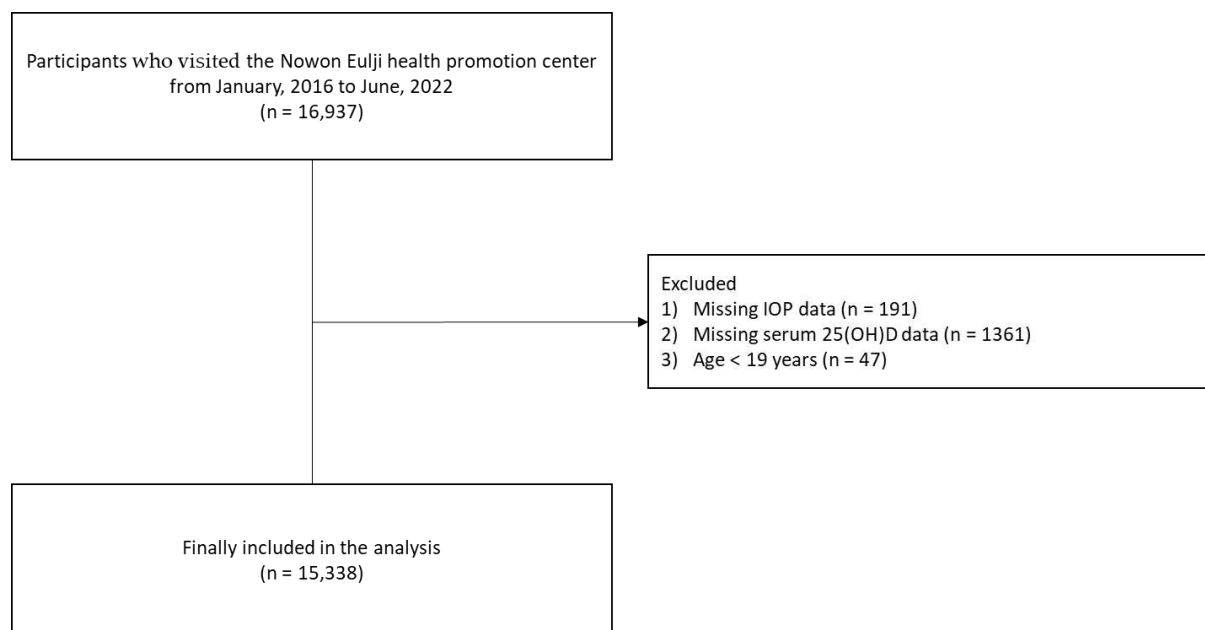 Participants who visited the Nowon Eulji health promotion center
from January, 2016 to June, 2022
(n = 16,937)
Excluded
1) Missing IOP data (n = 191)
2) Missing serum 25(OH)D data (n = 1361)
3) Age < 19 years (n = 47)
Finally included in the analysis
(n = 15,338)